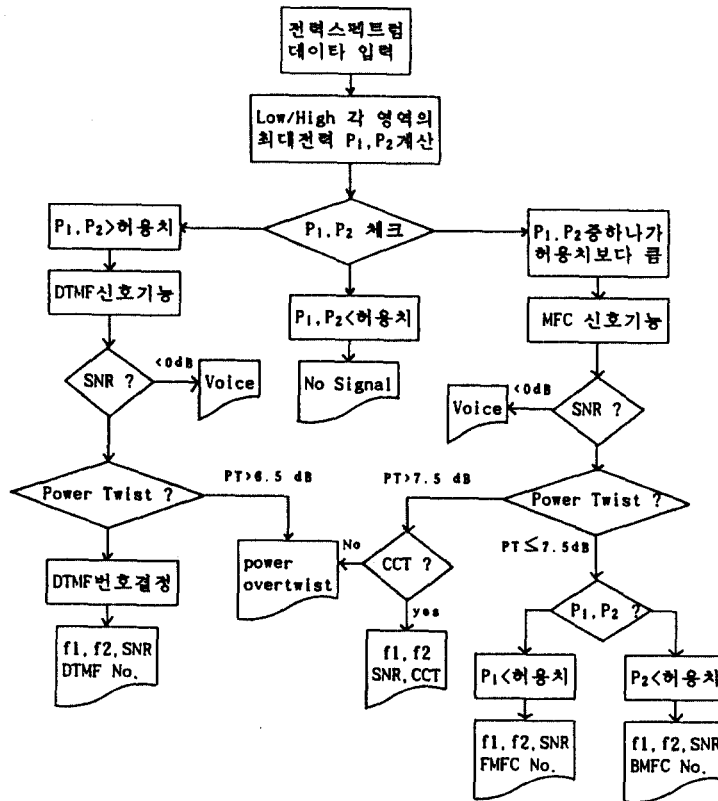 전력스펙트럼
데이타 입력
Low/High 각 영역의
최대전력 P₁,P₂계산
P₁,P₂ 체크
P₁,P₂>허용치
P₁,P₂중하나가
허용치보다 큼
DTMF신호기능
P₁,P₂<허용치
MFC 신호기능
SNR ?
<0dB
Voice
No Signal
Voice
<0dB
SNR ?
Power Twist ?
PT>6.5 dB
PT>7.5 dB
Power Twist ?
PT≤7.5dB
DTMF번호결정
power
overtwist
No
CCT ?
yes
P₁,P₂ ?
f1,f2,SNR
DTMF No.
f1,f2
SNR,CCT
P₁<허용치
P₂<허용치
f1,f2,SNR
FMFC No.
f1,f2,SNR
BMFC No.